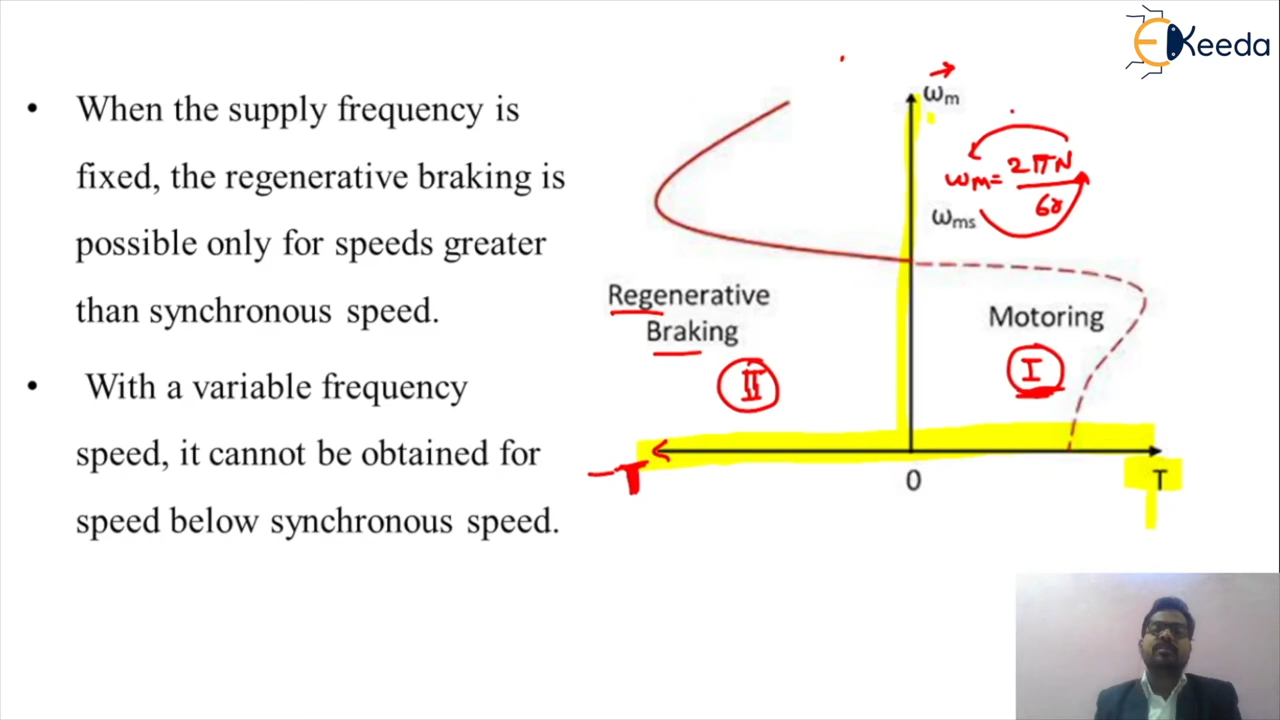 EKeeda
• When the supply frequency is
fixed, the regenerative braking is
possible only for speeds greater
than synchronous speed.
• With a variable frequency
speed, it cannot be obtained for
speed below synchronous speed.
ωm
ωm= 2πN
60
ωms
Regenerative
Braking
II
Motoring
I
-T
0
T